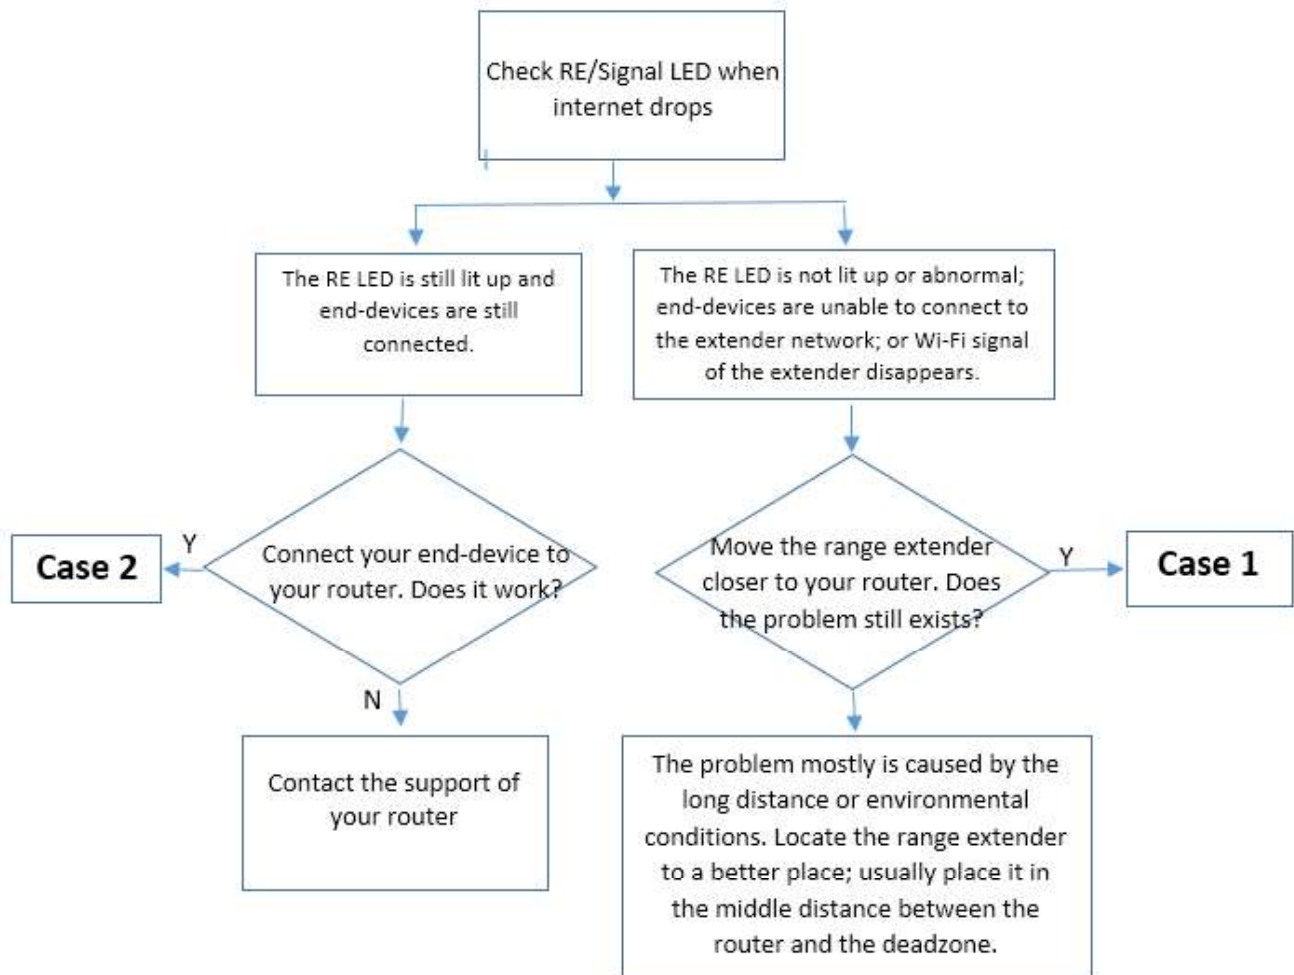 Check RE/Signal LED when
internet drops
The RE LED is still lit up and
end-devices are still
connected.
The RE LED is not lit up or abnormal;
end-devices are unable to connect to
the extender network; or Wi-Fi signal
of the extender disappears.
Case 2
Y
Connect your end-device to
your router. Does it work?
Move the range extender
closer to your router. Does
the problem still exists?
Y
Case 1
N
Contact the support of
your router
The problem mostly is caused by the
long distance or environmental
conditions. Locate the range extender
to a better place; usually place it in
the middle distance between the
router and the deadzone.